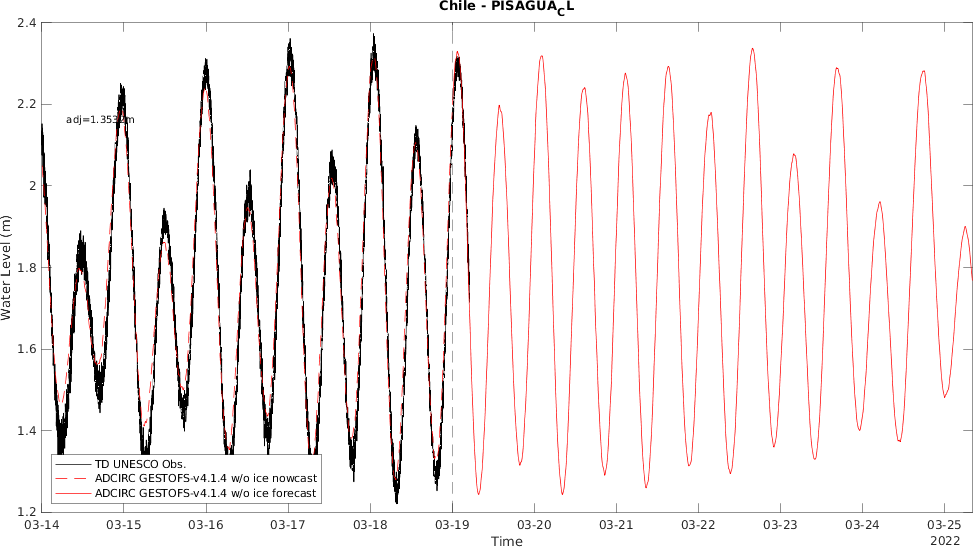 Chile - PISAGUA_CL
2.4
2.2
2
1.8
1.6
1.4
1.2
Water Level (m)
adj=1.3532m
TD UNESCO Obs.
ADCIRC GESTOFS-v4.1.4 w/o ice nowcast
ADCIRC GESTOFS-v4.1.4 w/o ice forecast
03-14 03-15 03-16 03-17 03-18 03-19 03-20 03-21 03-22 03-23 03-24 03-25
Time
2022